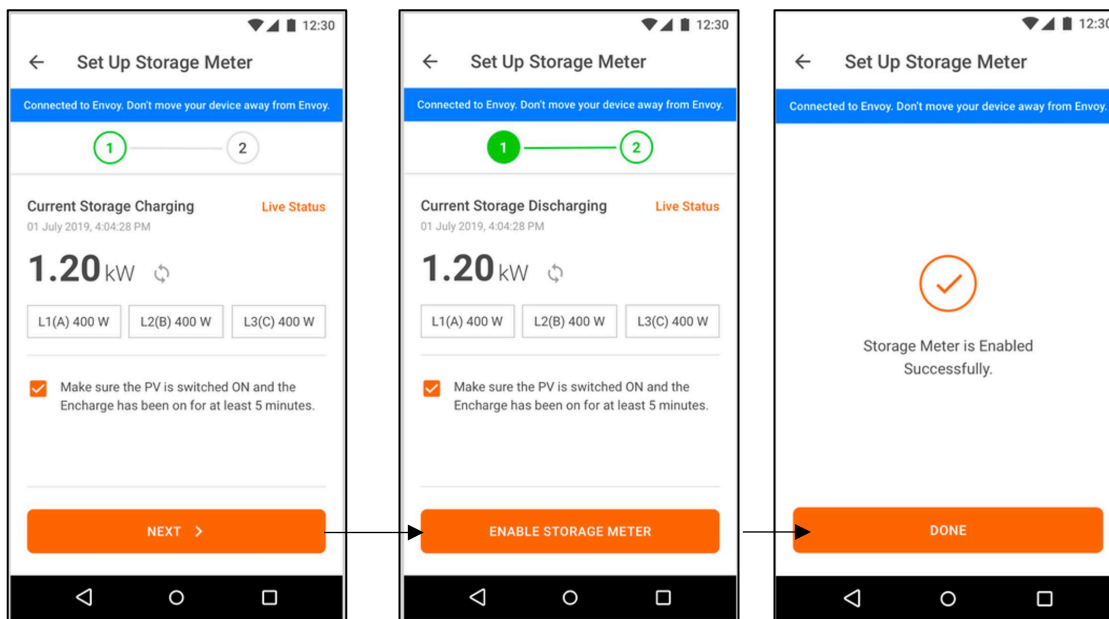 12:30
Set Up Storage Meter
Connected to Envoy. Don't move your device away from Envoy.
1
2
Current Storage Charging
Live Status
01 July 2019, 4:04:28 PM
1.20 kW
L1(A) 400 W
L2(B) 400 W
L3(C) 400 W
Make sure the PV is switched ON and the
Encharge has been on for at least 5 minutes.
NEXT >
12:30
Set Up Storage Meter
Connected to Envoy. Don't move your device away from Envoy.
1
2
Current Storage Discharging
Live Status
01 July 2019, 4:04:28 PM
1.20 kW
L1(A) 400 W
L2(B) 400 W
L3(C) 400 W
Make sure the PV is switched ON and the
Encharge has been on for at least 5 minutes.
ENABLE STORAGE METER
12:30
Set Up Storage Meter
Connected to Envoy. Don't move your device away from Envoy.
Storage Meter is Enabled
Successfully.
DONE